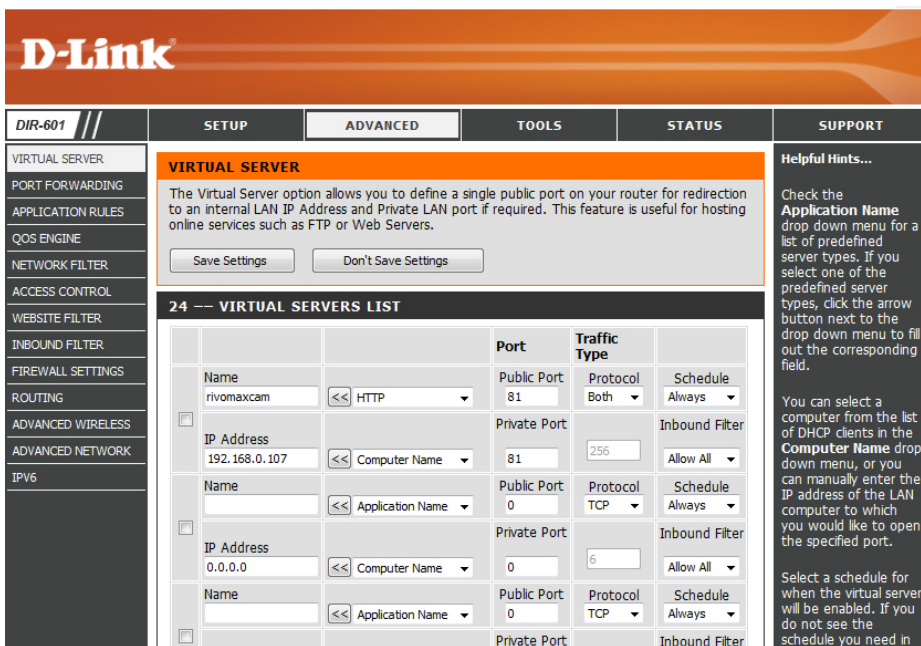 D-Link
DIR-601
SETUP
ADVANCED
TOOLS
STATUS
SUPPORT
VIRTUAL SERVER
PORT FORWARDING
APPLICATION RULES
QOS ENGINE
NETWORK FILTER
ACCESS CONTROL
WEBSITE FILTER
INBOUND FILTER
FIREWALL SETTINGS
ROUTING
ADVANCED WIRELESS
ADVANCED NETWORK
IPV6
VIRTUAL SERVER
The Virtual Server option allows you to define a single public port on your router for redirection
to an internal LAN IP Address and Private LAN port if required. This feature is useful for hosting
online services such as FTP or Web Servers.
Save Settings Don't Save Settings
24 –– VIRTUAL SERVERS LIST
Port Traffic
Type
Name Public Port Protocol Schedule
rivomaxcam << HTTP 81 Both Always
IP Address Private Port Inbound Filter
192.168.0.107 << Computer Name 81 256 Allow All
Name Public Port Protocol Schedule
<< Application Name 0 TCP Always
IP Address Private Port Inbound Filter
0.0.0.0 << Computer Name 0 6 Allow All
Name Public Port Protocol Schedule
<< Application Name 0 TCP Always
Private Port Inbound Filter
Helpful Hints...
Check the
Application Name
drop down menu for a
list of predefined
server types. If you
select one of the
predefined server
types, click the arrow
button next to the
drop down menu to fill
out the corresponding
field.
You can select a
computer from the list
of DHCP clients in the
Computer Name drop
down menu, or you
can manually enter the
IP address of the LAN
computer to which
you would like to open
the specified port.
Select a schedule for
when the virtual server
will be enabled. If you
do not see the
schedule you need in